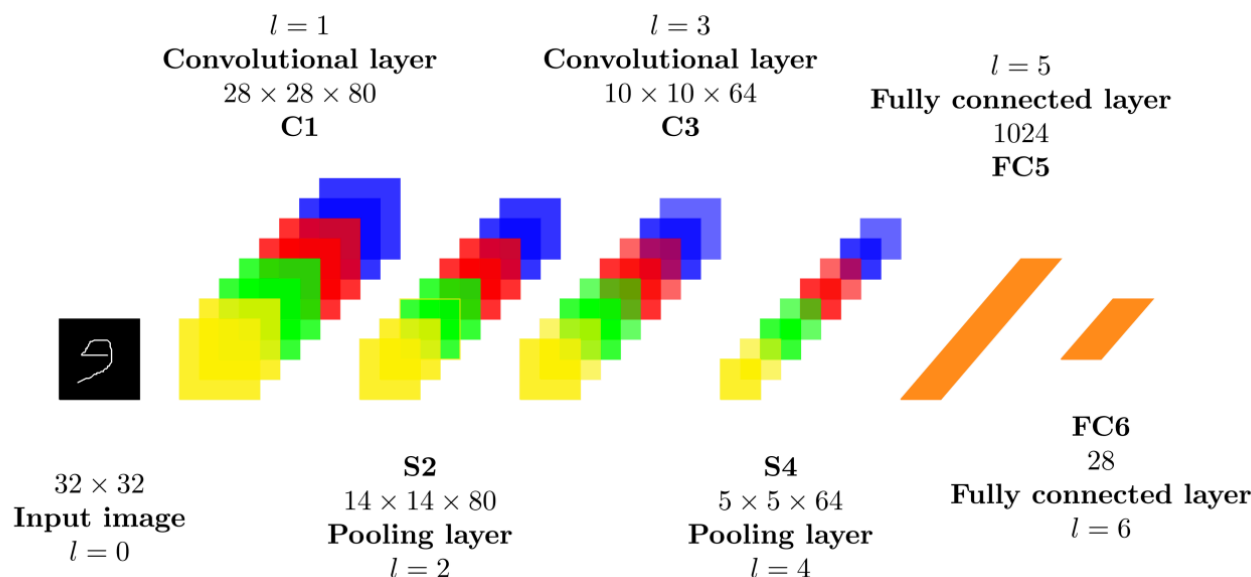 l = 1
Convolutional layer
28 × 28 × 80
C1
l = 3
Convolutional layer
10 × 10 × 64
C3
l = 5
Fully connected layer
1024
FC5
32 × 32
Input image
l = 0
S2
14 × 14 × 80
Pooling layer
l = 2
S4
5 × 5 × 64
Pooling layer
l = 4
FC6
28
Fully connected layer
l = 6